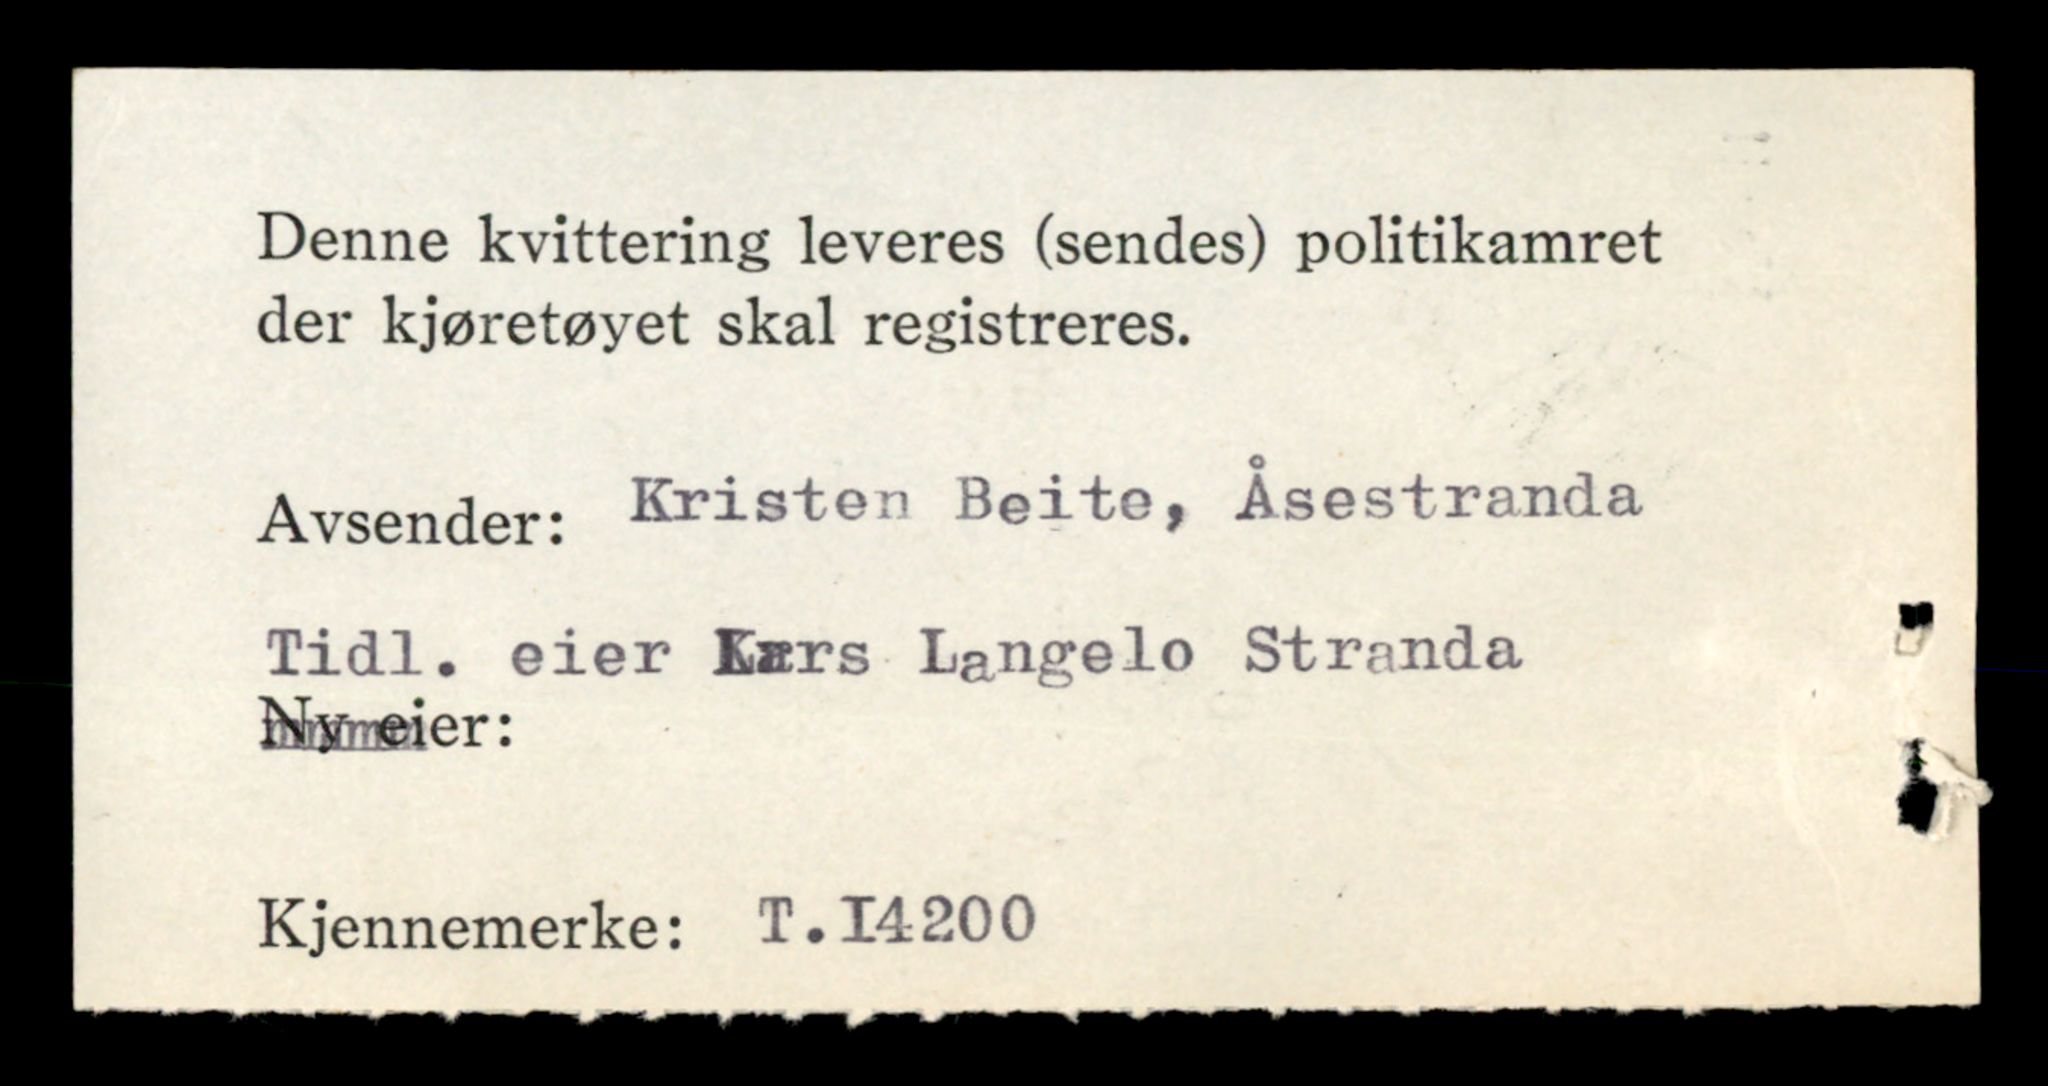 Denne kvittering leveres (sendes) politikamret
der kjøretøyet skal registreres.
Avsender: Kristen Beite, Åsestranda
Tidl. eier Lars Langelo Stranda
Ny eier:
Kjennemerke: T.I4200